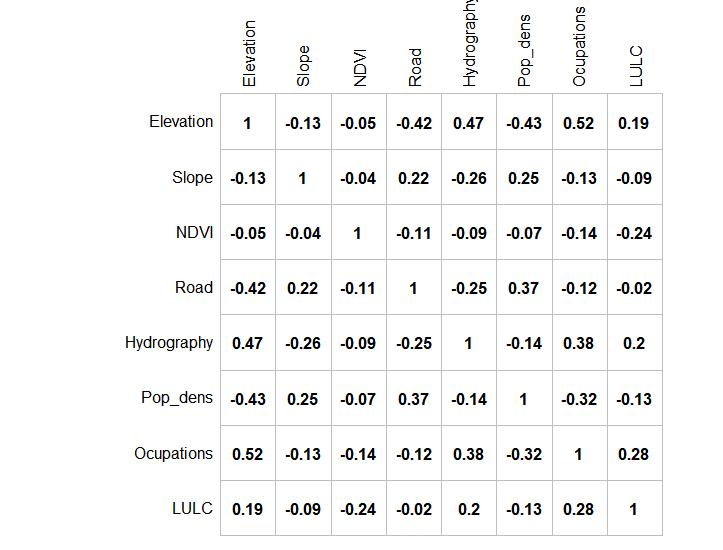 Elevation Slope NDVI Road Hydrography Pop_dens Ocupations LULC
Elevation 1 -0.13 -0.05 -0.42 0.47 -0.43 0.52 0.19
Slope -0.13 1 -0.04 0.22 -0.26 0.25 -0.13 -0.09
NDVI -0.05 -0.04 1 -0.11 -0.09 -0.07 -0.14 -0.24
Road -0.42 0.22 -0.11 1 -0.25 0.37 -0.12 -0.02
Hydrography 0.47 -0.26 -0.09 -0.25 1 -0.14 0.38 0.2
Pop_dens -0.43 0.25 -0.07 0.37 -0.14 1 -0.32 -0.13
Ocupations 0.52 -0.13 -0.14 -0.12 0.38 -0.32 1 0.28
LULC 0.19 -0.09 -0.24 -0.02 0.2 -0.13 0.28 1